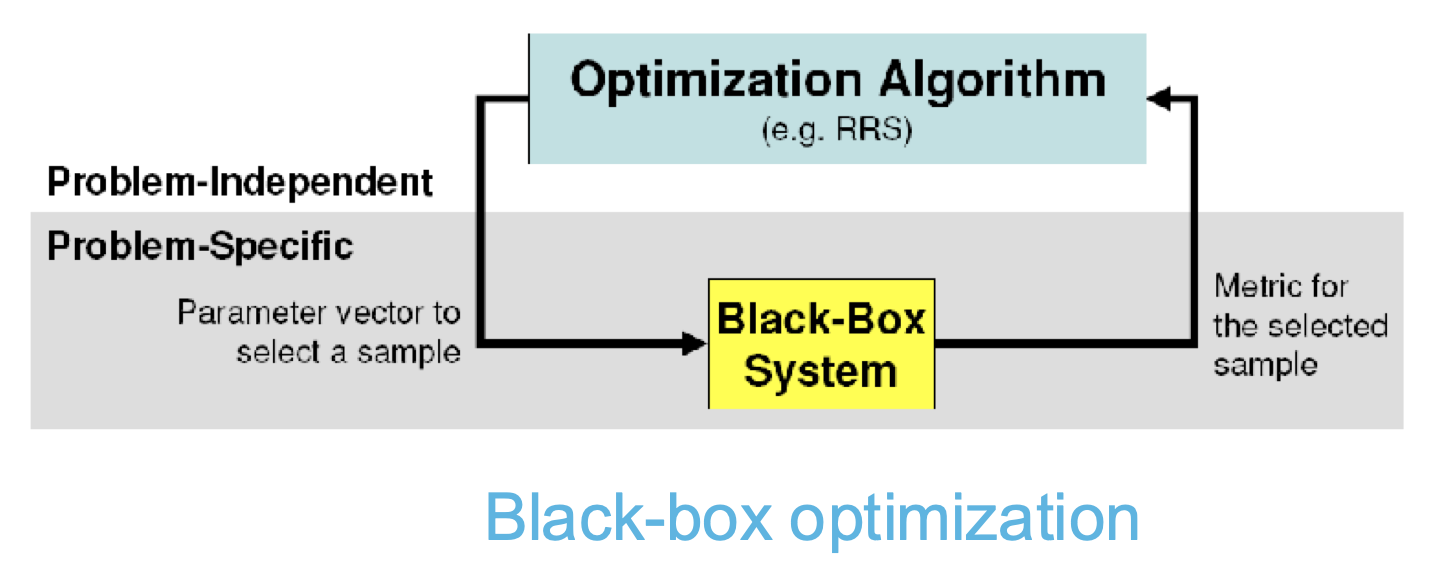 Optimization Algorithm
(e.g. RRS)
Problem-Independent
Problem-Specific
Parameter vector to
select a sample
Black-Box
System
Metric for
the selected
sample
Black-box optimization